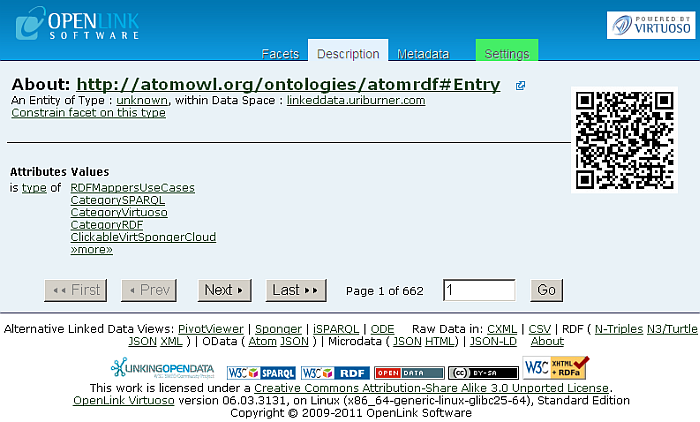 OPENLINK
SOFTWARE
POWERED BY
VIRTUOSO
Facets Description Metadata Settings
About: http://atomowl.org/ontologies/atomrdf#Entry
An Entity of Type : unknown, within Data Space : linkeddata.uriburner.com
Constrain facet on this type
Attributes Values
is type of RDFMappersUseCases
CategorySPARQL
CategoryVirtuoso
CategoryRDF
ClickableVirtSpongerCloud
»more»
First Prev Next Last Page 1 of 662 1 Go
Alternative Linked Data Views: PivotViewer | Sponger | iSPARQL | ODE Raw Data in: CXML | CSV | RDF ( N-Triples N3/Turtle
JSON XML ) | OData ( Atom JSON ) | Microdata ( JSON HTML) | JSON-LD About
LINKINGOPENDATA W3C SPARQL W3C RDF OPEN DATA CC BY-SA W3C XHTML + RDFa
This work is licensed under a Creative Commons Attribution-Share Alike 3.0 Unported License.
OpenLink Virtuoso version 06.03.3131, on Linux (x86_64-generic-linux-glibc25-64), Standard Edition
Copyright © 2009-2011 OpenLink Software